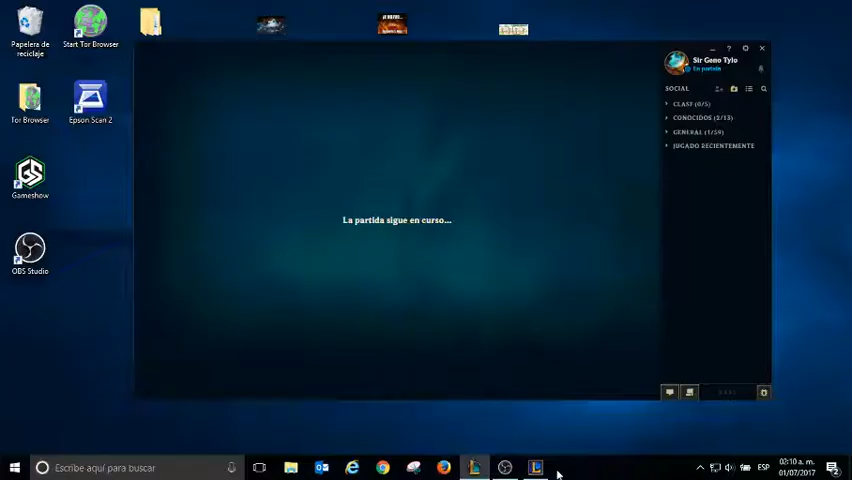 Papelera de
reciclaje
Start Tor Browser
Tor Browser
Epson Scan 2
Gameshow
OBS Studio
Sir Geno Tylo
En partida
SOCIAL
CLASF (0/5)
CONOCIDOS (2/13)
GENERAL (1/59)
JUGADO RECIENTEMENTE
La partida sigue en curso...
Escribe aquí para buscar
ESP
02:10 a. m.
01/07/2017